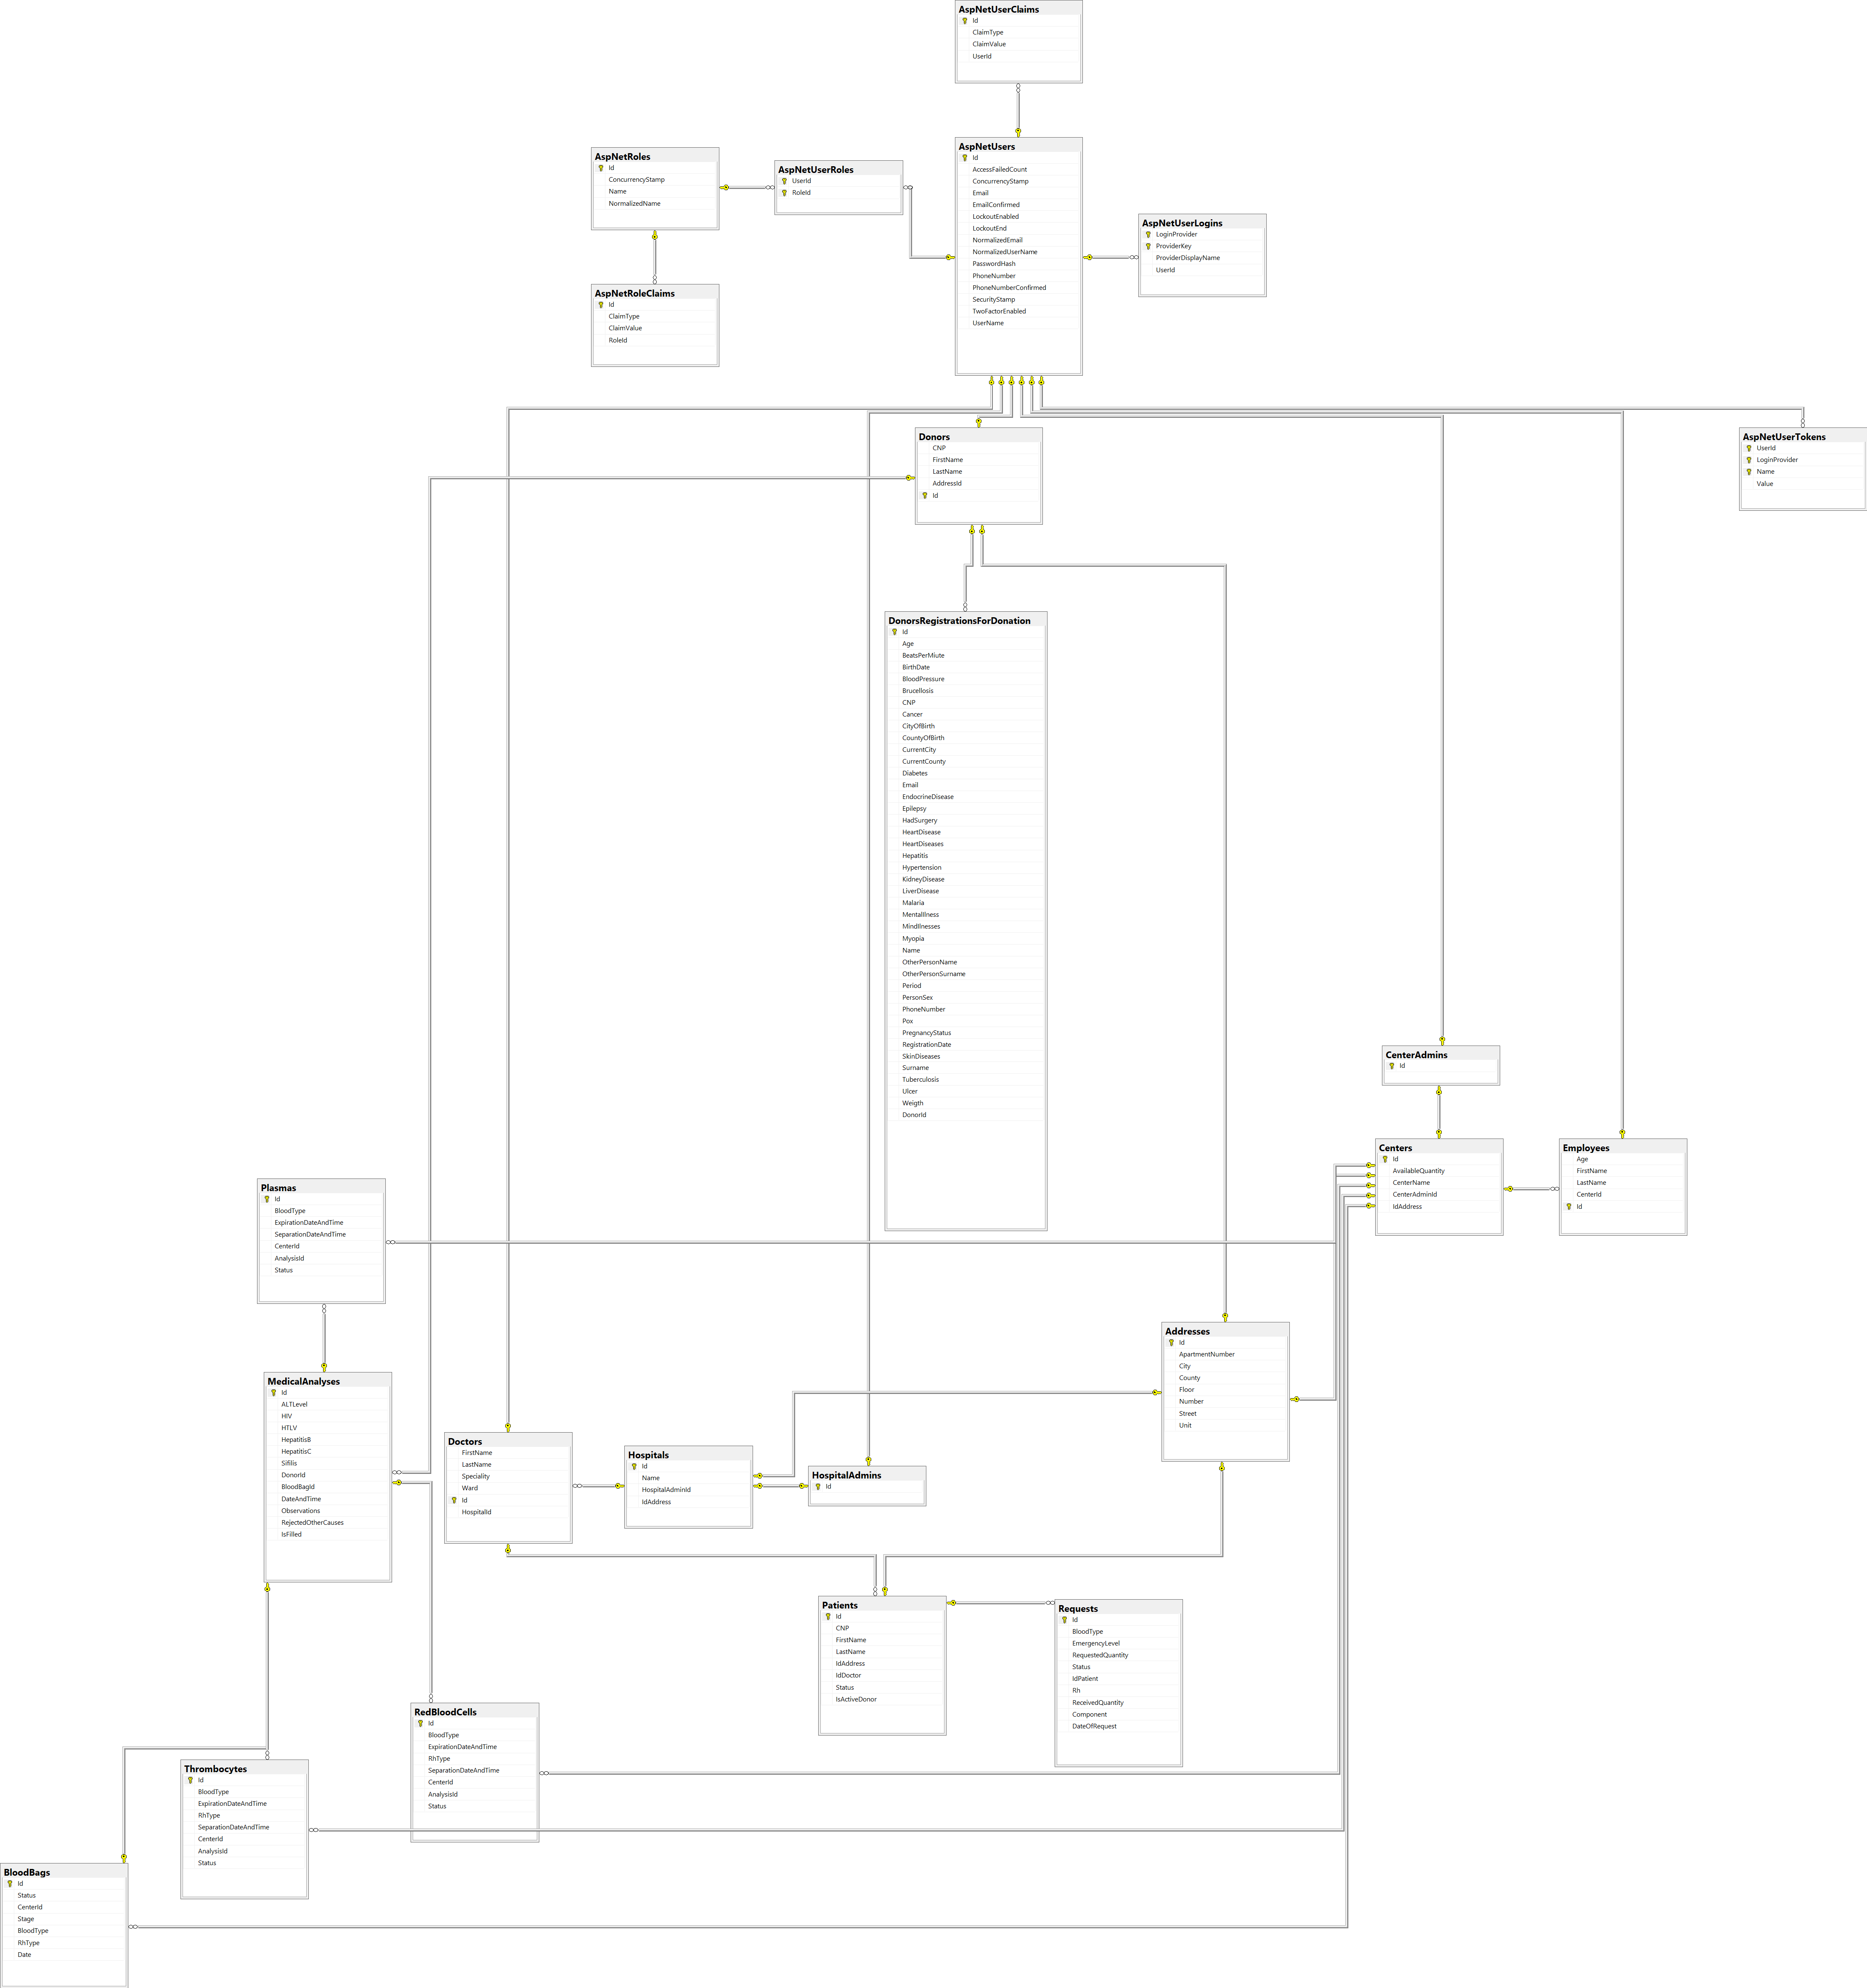 AspNetUserClaims
Id
ClaimType
ClaimValue
UserId
AspNetRoles
Id
ConcurrencyStamp
Name
NormalizedName
AspNetUserRoles
UserId
RoleId
AspNetUsers
Id
AccessFailedCount
ConcurrencyStamp
Email
EmailConfirmed
LockoutEnabled
LockoutEnd
NormalizedEmail
NormalizedUserName
PasswordHash
PhoneNumber
PhoneNumberConfirmed
SecurityStamp
TwoFactorEnabled
UserName
AspNetUserLogins
LoginProvider
ProviderKey
ProviderDisplayName
UserId
AspNetRoleClaims
Id
ClaimType
ClaimValue
RoleId
Donors
CNP
FirstName
LastName
AddressId
Id
AspNetUserTokens
UserId
LoginProvider
Name
Value
DonorsRegistrationsForDonation
Id
Age
BeatsPerMiute
BirthDate
BloodPressure
Brucellosis
CNP
Cancer
CityOfBirth
CountyOfBirth
CurrentCity
CurrentCounty
Diabetes
Email
EndocrineDisease
Epilepsy
HadSurgery
HeartDisease
HeartDiseases
Hepatitis
Hypertension
KidneyDisease
LiverDisease
Malaria
MentalIlness
MindIlnesses
Myopia
Name
OtherPersonName
OtherPersonSurname
Period
PersonSex
PhoneNumber
Pox
PregnancyStatus
RegistrationDate
SkinDiseases
Surname
Tuberculosis
Ulcer
Weigth
DonorId
CenterAdmins
Id
Centers
Id
AvailableQuantity
CenterName
CenterAdminId
IdAddress
Employees
Age
FirstName
LastName
CenterId
Id
Plasmas
Id
BloodType
ExpirationDateAndTime
SeparationDateAndTime
CenterId
AnalysisId
Status
Addresses
Id
ApartmentNumber
City
County
Floor
Number
Street
Unit
MedicalAnalyses
Id
ALTLevel
HIV
HTLV
HepatitisB
HepatitisC
Sifilis
DonorId
BloodBagId
DateAndTime
Observations
RejectedOtherCauses
IsFilled
Doctors
FirstName
LastName
Speciality
Ward
Id
HospitalId
Hospitals
Id
Name
HospitalAdminId
IdAddress
HospitalAdmins
Id
Patients
Id
CNP
FirstName
LastName
IdAddress
IdDoctor
Status
IsActiveDonor
Requests
Id
BloodType
EmergencyLevel
RequestedQuantity
Status
IdPatient
Rh
ReceivedQuantity
Component
DateOfRequest
RedBloodCells
Id
BloodType
ExpirationDateAndTime
RhType
SeparationDateAndTime
CenterId
AnalysisId
Status
Thrombocytes
Id
BloodType
ExpirationDateAndTime
RhType
SeparationDateAndTime
CenterId
AnalysisId
Status
BloodBags
Id
Status
CenterId
Stage
BloodType
RhType
Date